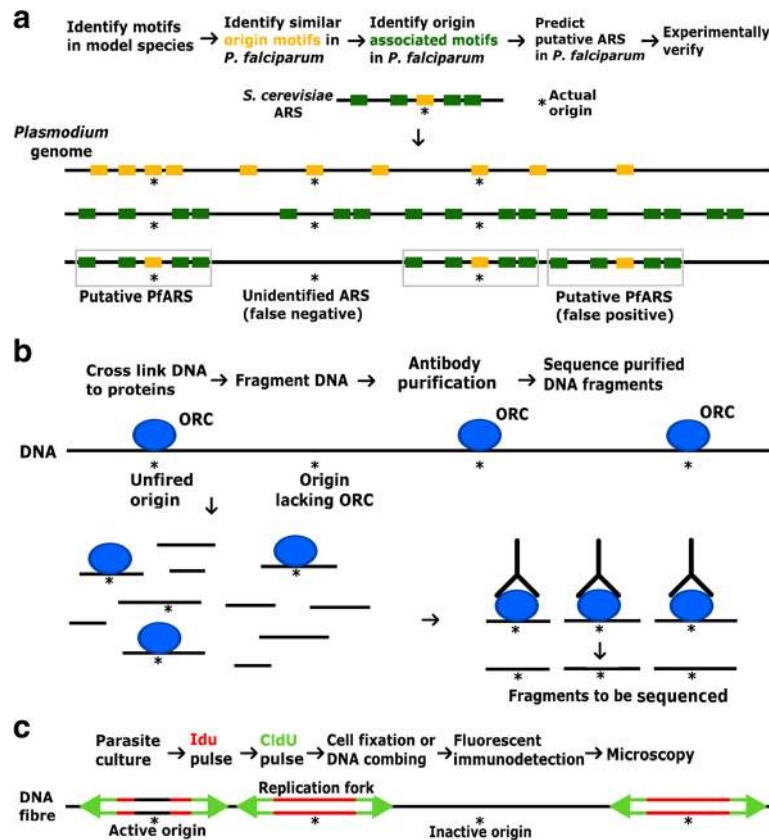 a
Identify motifs
in model species
Identify similar
origin motifs in
P. falciparum
Identify origin
associated motifs
in P. falciparum
Predict
putative ARS
in P. falciparum
Experimentally
verify
S. cerevisiae
ARS
*
* Actual
origin
Plasmodium
genome
* * *
* * *
* * *
Putative PfARS
Unidentified ARS
(false negative)
Putative PfARS
(false positive)
b
Cross link DNA
to proteins
Fragment DNA
Antibody
purification
Sequence purified
DNA fragments
ORC
ORC
ORC
DNA
* * * *
Unfired
origin
Origin
lacking ORC
* *
*
*
* * *
* * *
Fragments to be sequenced
c
Parasite
culture
Idu
pulse
CldU
pulse
Cell fixation or
DNA combing
Fluorescent
immunodetection
Microscopy
DNA
fibre
Replication fork
* * * *
Active origin
Inactive origin